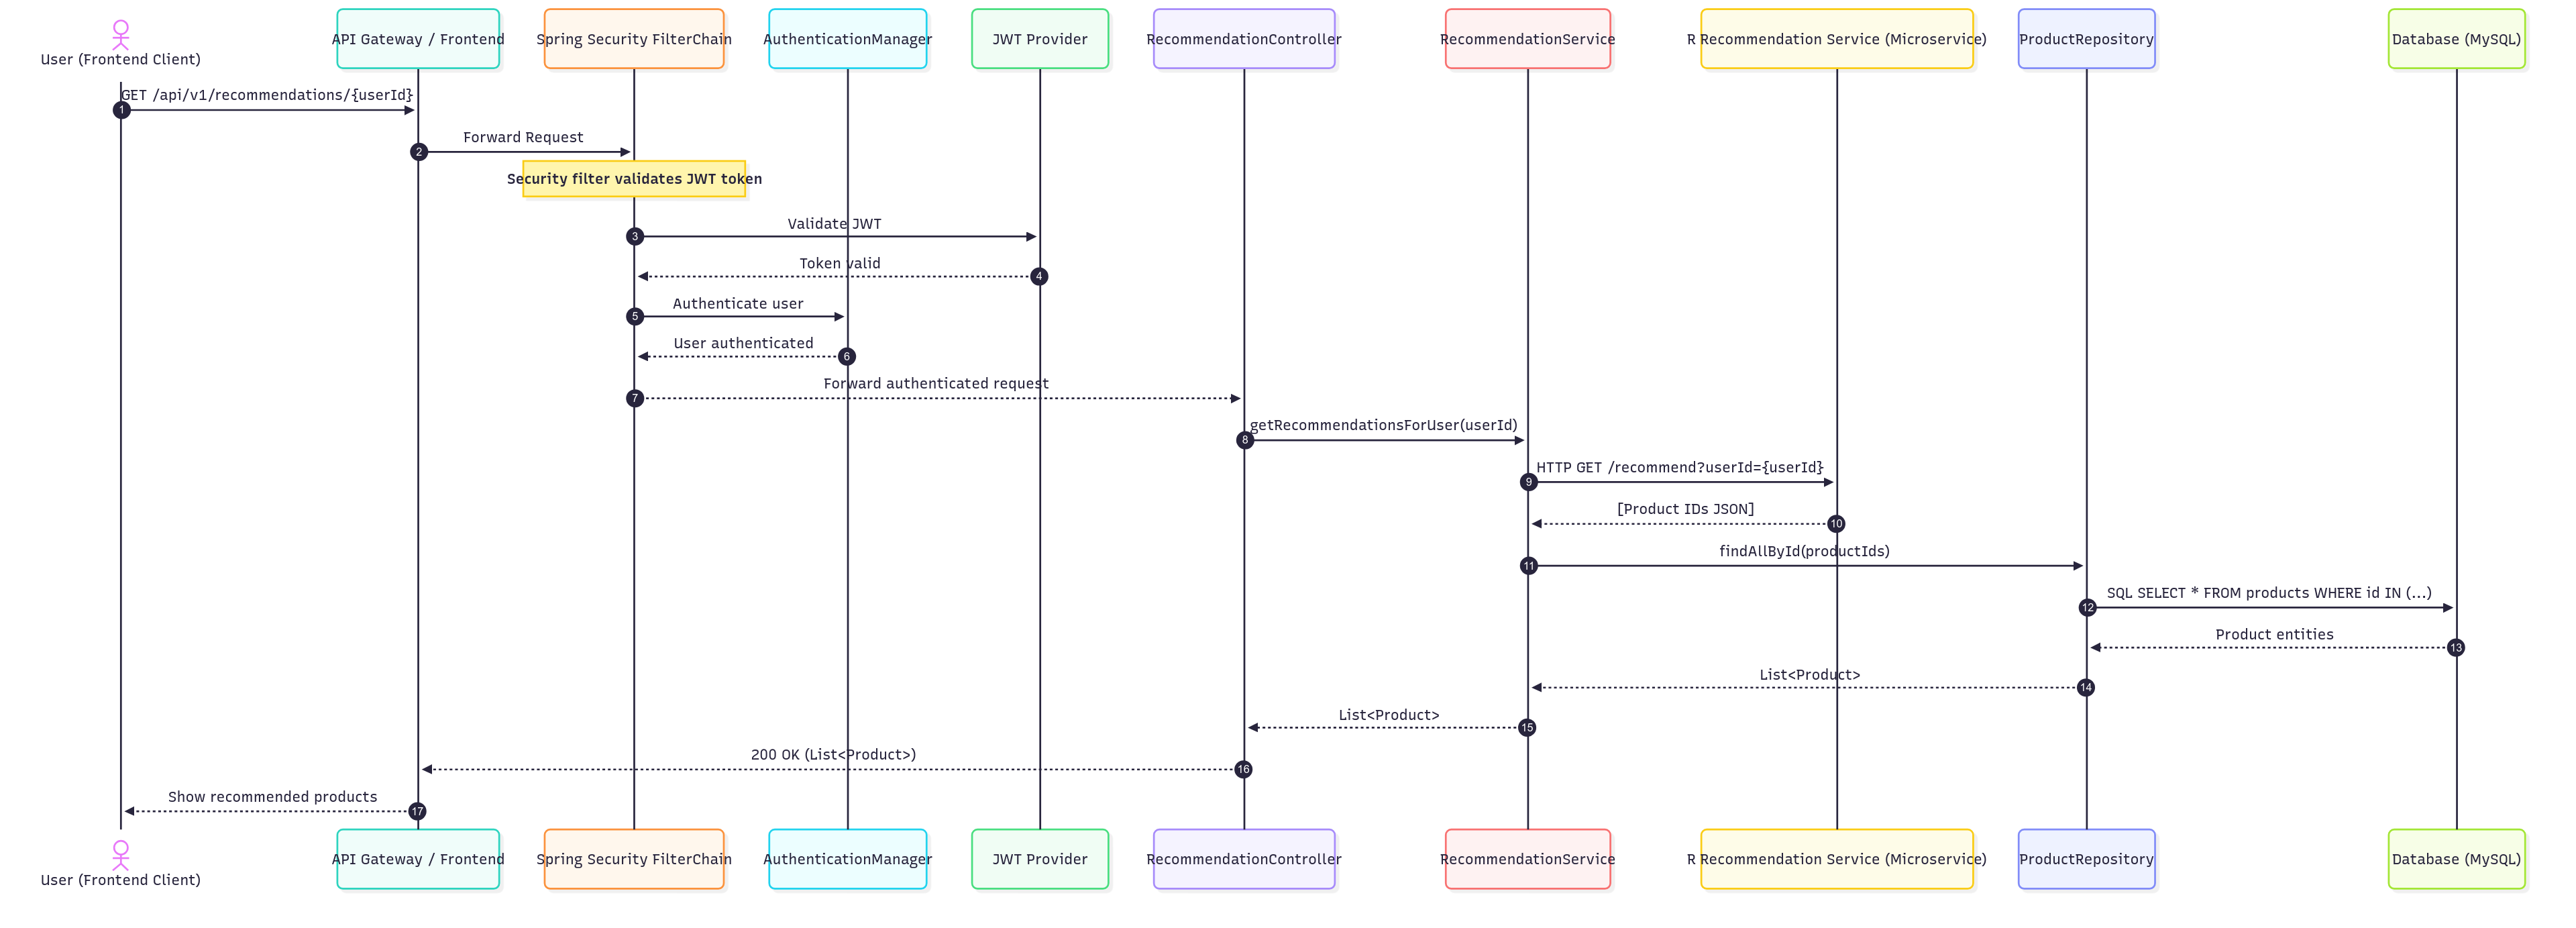 User (Frontend Client)
API Gateway / Frontend
Spring Security FilterChain
AuthenticationManager
JWT Provider
RecommendationController
RecommendationService
R Recommendation Service (Microservice)
ProductRepository
Database (MySQL)
GET /api/v1/recommendations/{userId}
1
Forward Request
2
Security filter validates JWT token
Validate JWT
3
Token valid
4
Authenticate user
5
User authenticated
6
Forward authenticated request
7
getRecommendationsForUser(userId)
8
HTTP GET /recommend?userId={userId}
9
[Product IDs JSON]
10
findAllById(productIds)
11
SQL SELECT * FROM products WHERE id IN (...)
12
Product entities
13
List<Product>
14
List<Product>
15
200 OK (List<Product>)
16
Show recommended products
17
User (Frontend Client)
API Gateway / Frontend
Spring Security FilterChain
AuthenticationManager
JWT Provider
RecommendationController
RecommendationService
R Recommendation Service (Microservice)
ProductRepository
Database (MySQL)